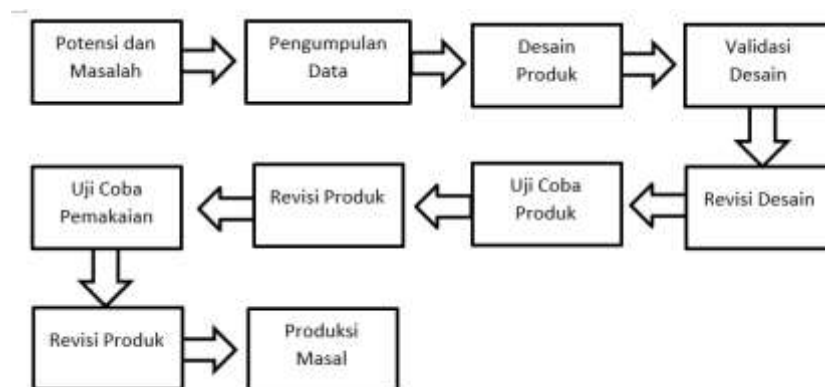 Potensi dan
Masalah
Pengumpulan
Data
Desain
Produk
Validasi
Desain
Revisi Desain
Uji Coba
Produk
Revisi Produk
Uji Coba
Pemakaian
Revisi Produk
Produksi
Masal